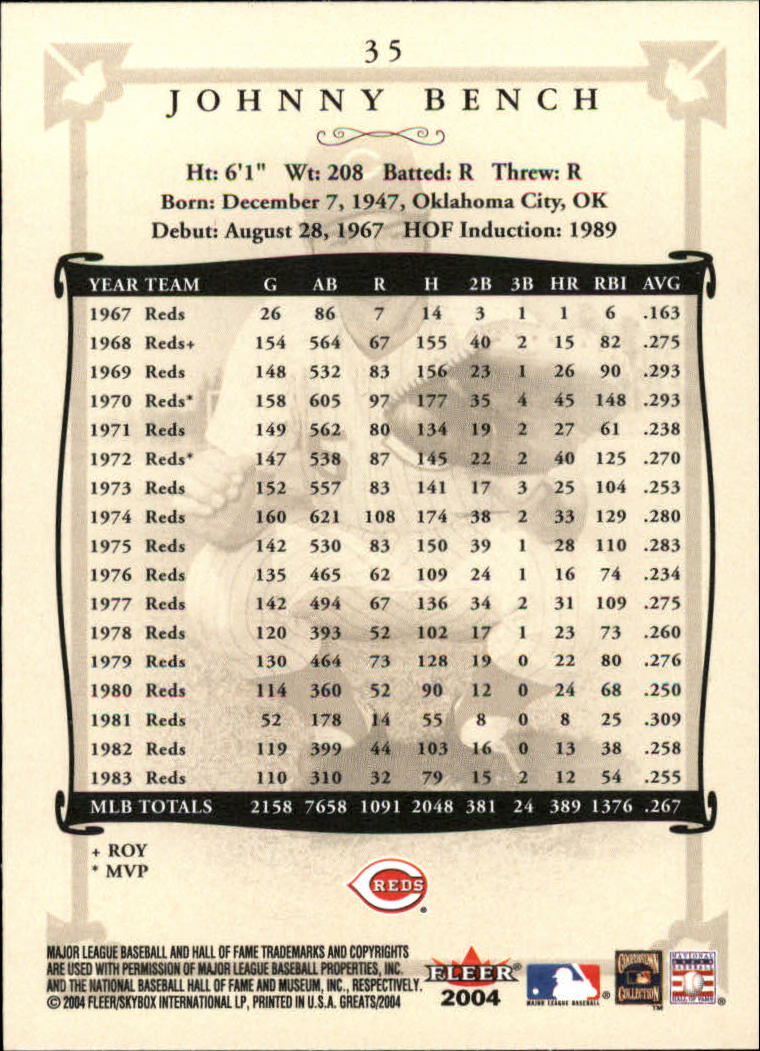 35
JOHNNY BENCH
Ht: 6'1" Wt: 208 Batted: R Threw: R
Born: December 7, 1947, Oklahoma City, OK
Debut: August 28, 1967 HOF Induction: 1989
YEAR TEAM G AB R H 2B 3B HR RBI AVG
1967 Reds 26 86 7 14 3 1 1 6 .163
1968 Reds+ 154 564 67 155 40 2 15 82 .275
1969 Reds 148 532 83 156 23 1 26 90 .293
1970 Reds* 158 605 97 177 35 4 45 148 .293
1971 Reds 149 562 80 134 19 2 27 61 .238
1972 Reds* 147 538 87 145 22 2 40 125 .270
1973 Reds 152 557 83 141 17 3 25 104 .253
1974 Reds 160 621 108 174 38 2 33 129 .280
1975 Reds 142 530 83 150 39 1 28 110 .283
1976 Reds 135 465 62 109 24 1 16 74 .234
1977 Reds 142 494 67 136 34 2 31 109 .275
1978 Reds 120 393 52 102 17 1 23 73 .260
1979 Reds 130 464 73 128 19 0 22 80 .276
1980 Reds 114 360 52 90 12 0 24 68 .250
1981 Reds 52 178 14 55 8 0 8 25 .309
1982 Reds 119 399 44 103 16 0 13 38 .258
1983 Reds 110 310 32 79 15 2 12 54 .255
MLB TOTALS 2158 7658 1091 2048 381 24 389 1376 .267
+ ROY
* MVP
REDS
MAJOR LEAGUE BASEBALL AND HALL OF FAME TRADEMARKS AND COPYRIGHTS
ARE USED WITH PERMISSION OF MAJOR LEAGUE BASEBALL PROPERTIES, INC.
AND THE NATIONAL BASEBALL HALL OF FAME AND MUSEUM, INC., RESPECTIVELY.
© 2004 FLEER/SKYBOX INTERNATIONAL LP, PRINTED IN U.S.A. GREATS/2004
FLEER®
2004
MAJOR LEAGUE BASEBALL ®
COOPERSTOWN
COLLECTION
TM
NATIONAL
BASEBALL
HALL OF FAME
®